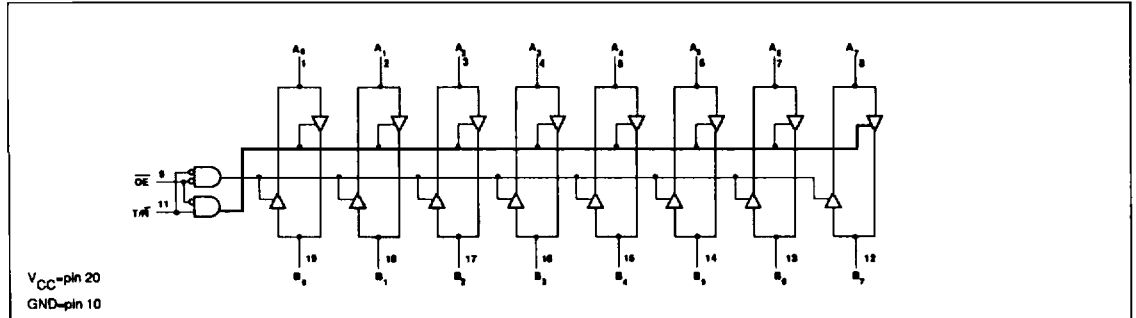 A₀ A₁ A₂ A₃ A₄ A₅ A₆ A₇
1 2 3 4 5 6 7 8
OE 9
T/R 11
19 18 17 16 15 14 13 12
B₀ B₁ B₂ B₃ B₄ B₅ B₆ B₇
VCC=pin 20
GND=pin 10